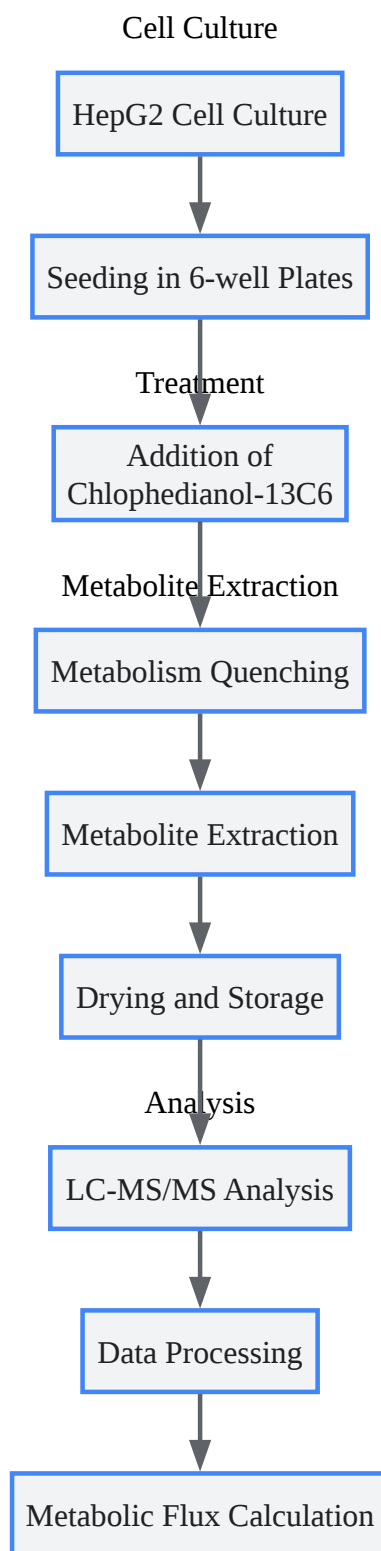 Cell Culture
HepG2 Cell Culture
Seeding in 6-well Plates
Treatment
Addition of
Chlophedianol-13C6
Metabolite Extraction
Metabolism Quenching
Metabolite Extraction
Drying and Storage
Analysis
LC-MS/MS Analysis
Data Processing
Metabolic Flux Calculation